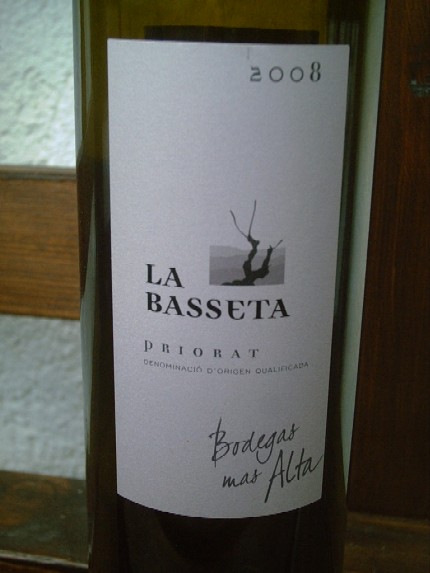 2008
LA
BASSETA
PRIORAT
DENOMINACIÓ D'ORIGEN QUALIFICADA
Bodegas
mas Alta